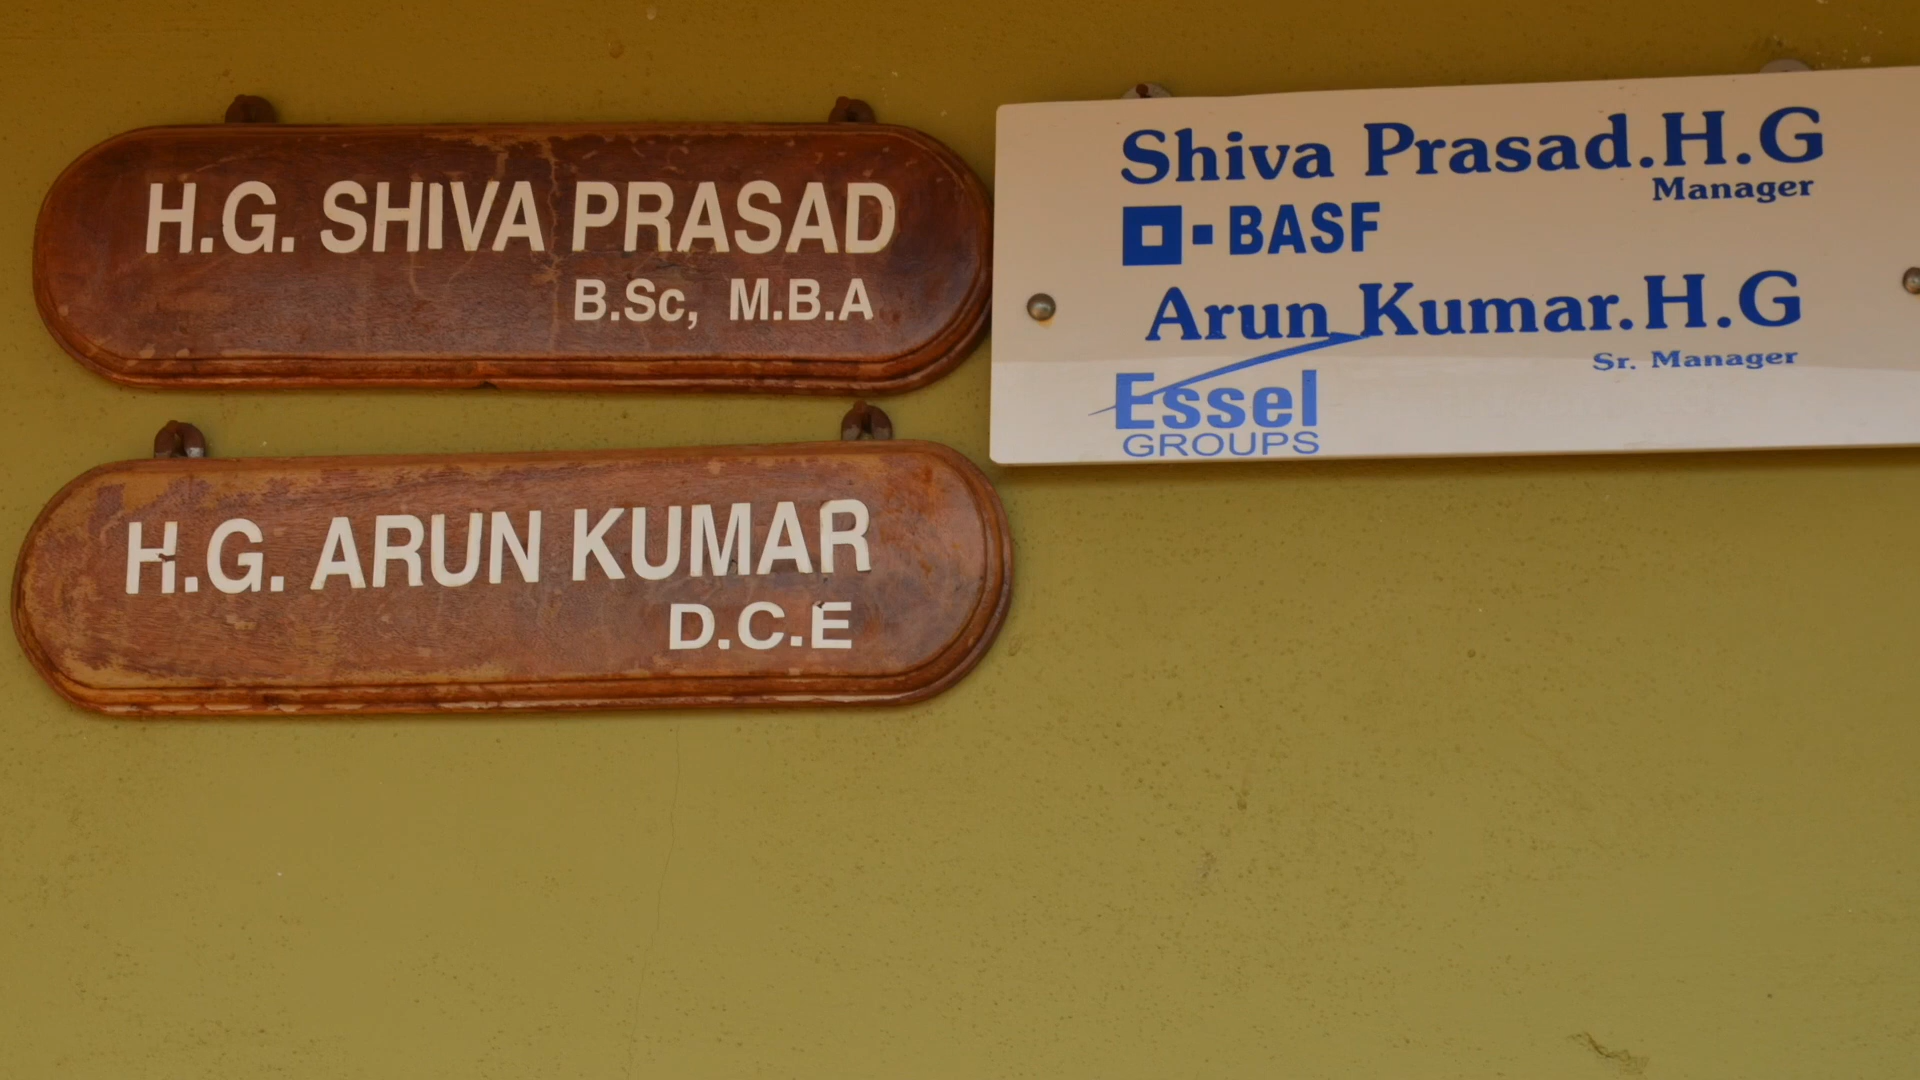 H.G. SHIVA PRASAD
B.Sc, M.B.A
H.G. ARUN KUMAR
D.C.E
Shiva Prasad.H.G
Manager
BASF
Arun Kumar.H.G
Sr. Manager
Essel
GROUPS